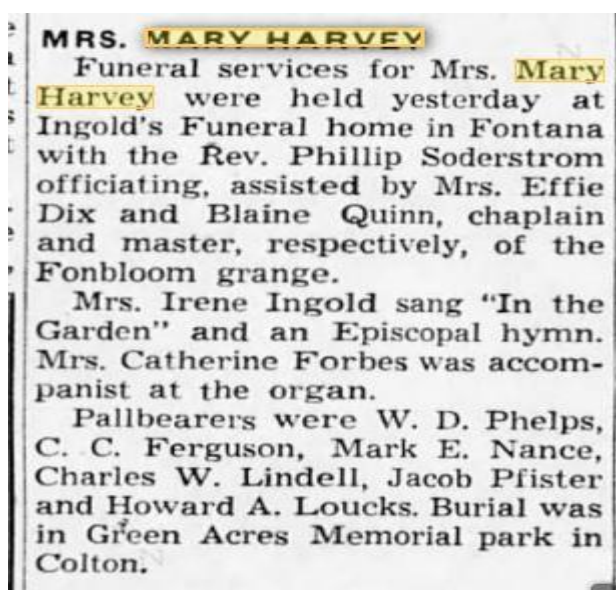 MRS. MARY HARVEY
Funeral services for Mrs. Mary
Harvey were held yesterday at
Ingold's Funeral home in Fontana
with the Rev. Phillip Soderstrom
officiating, assisted by Mrs. Effie
Dix and Blaine Quinn, chaplain
and master, respectively, of the
Fonbloom grange.
Mrs. Irene Ingold sang "In the
Garden" and an Episcopal hymn.
Mrs. Catherine Forbes was accom-
panist at the organ.
Pallbearers were W. D. Phelps,
C. C. Ferguson, Mark E. Nance,
Charles W. Lindell, Jacob Pfister
and Howard A. Loucks. Burial was
in Green Acres Memorial park in
Colton.